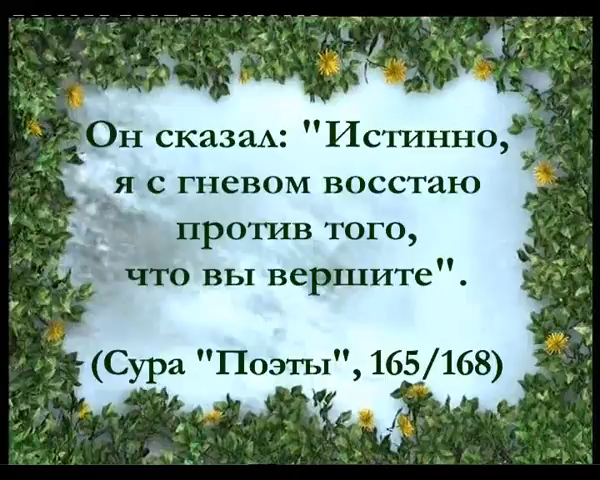 Он сказал: "Истинно,
я с гневом восстаю
против того,
что вы вершите".
(Сура "Поэты", 165/168)